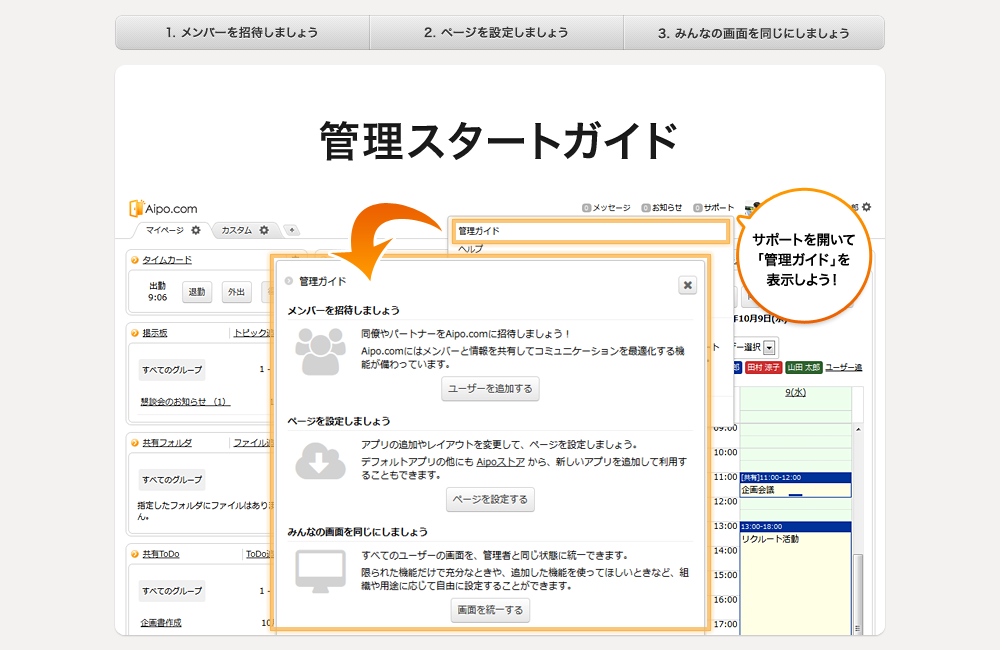 1. メンバーを招待しましょう
2. ページを設定しましょう
3. みんなの画面を同じにしましょう
管理スタートガイド
Aipo.com
0 メッセージ
0 お知らせ
0 サポート
マイページ
カスタム
管理ガイド
ヘルプ
サポートを開いて
「管理ガイド」を
表示しよう！
タイムカード
出勤
9:06
退勤
外出
掲示板
トピック追
すべてのグループ
1 -
懇談会のお知らせ （1）
共有フォルダ
ファイル追
すべてのグループ
指定したフォルダにファイルはありま
ん。
共有ToDo
ToDo追
すべてのグループ
1 -
企画書作成
10
管理ガイド
メンバーを招待しましょう
同僚やパートナーをAipo.comに招待しましょう！
Aipo.comにはメンバーと情報を共有してコミュニケーションを最適化する機
能が備わっています。
ユーザーを追加する
ページを設定しましょう
アプリの追加やレイアウトを変更して、ページを設定しましょう。
デフォルトアプリの他にも Aipoストア から、新しいアプリを追加して利用す
ることもできます。
ページを設定する
みんなの画面を同じにしましょう
すべてのユーザーの画面を、管理者と同じ状態に統一できます。
限られた機能だけで充分なときや、追加した機能を使ってほしいときなど、組
織や用途に応じて自由に設定することができます。
画面を統一する
年10月9日(水)
ザー選択
郎
田村 涼子
山田 太郎
ユーザー追
9(水)
09:00
10:00
11:00
12:00
13:00
14:00
15:00
16:00
17:00
[共有]11:00-12:00
企画会議
13:00-18:00
リクルート活動